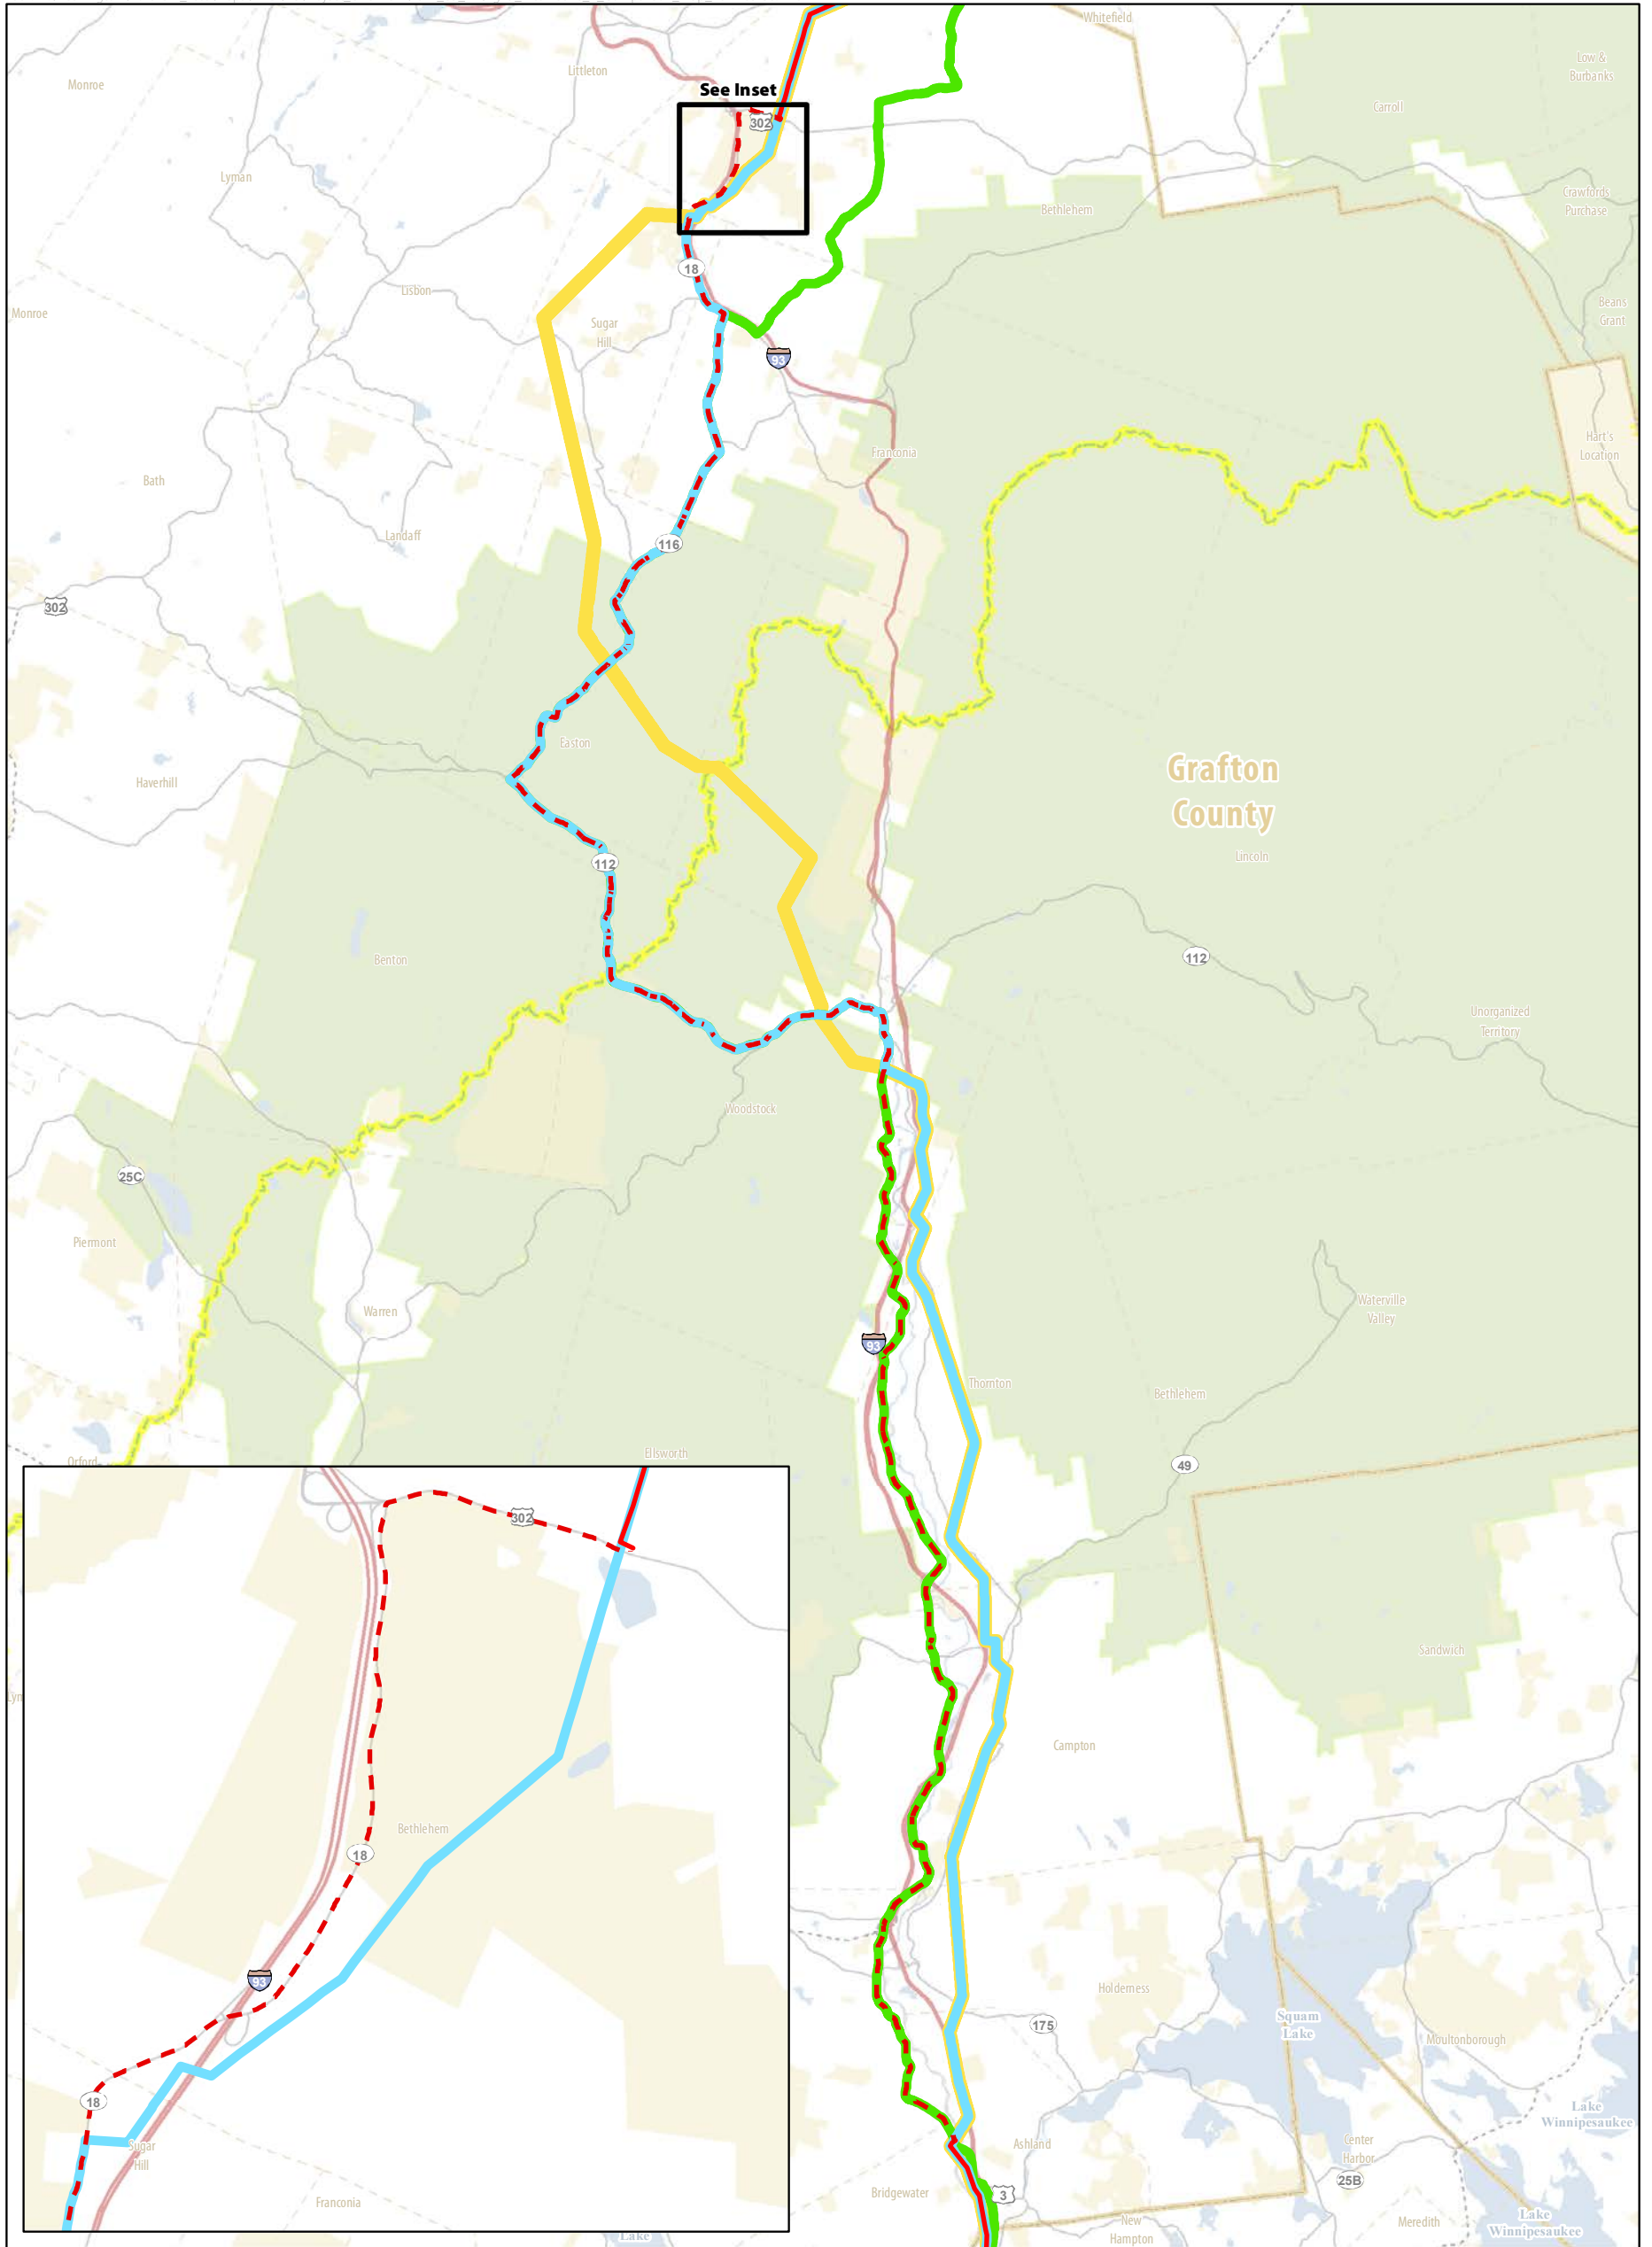 Whitefield
Low &
Burbanks
Monroe
Littleton
See Inset
Carroll
302
Lyman
Crawfords
Purchase
Bethlehem
18
Lisbon
Monroe
Beans
Grant
Sugar
Hill
93
Hart's
Location
Franconia
Bath
Landaff
116
302
Easton
Haverhill
Grafton
County
Lincoln
112
Benton
112
Unorganized
Territory
Woodstock
25C
Piermont
Warren
Waterville
Valley
93
Thornton
Bethlehem
Ellsworth
Orford
49
302
Sandwich
Campton
Bethlehem
18
93
Holderness
Squam
Lake
175
Moultonborough
18
Lake
Winnipesaukee
Sugar
Hill
Ashland
Center
Harbor
25B
Bridgewater
3
Franconia
New
Hampton
Meredith
Lake
Winnipesaukee
Lake